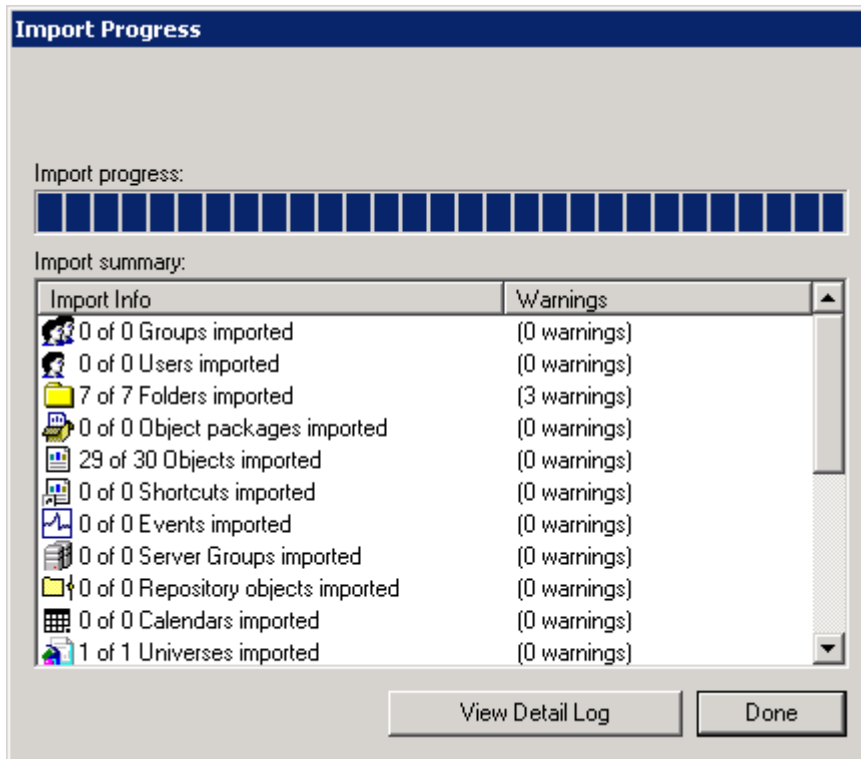 Import Progress
Import progress:
Import summary:
Import Info Warnings
0 of 0 Groups imported (0 warnings)
0 of 0 Users imported (0 warnings)
7 of 7 Folders imported (3 warnings)
0 of 0 Object packages imported (0 warnings)
29 of 30 Objects imported (0 warnings)
0 of 0 Shortcuts imported (0 warnings)
0 of 0 Events imported (0 warnings)
0 of 0 Server Groups imported (0 warnings)
0 of 0 Repository objects imported (0 warnings)
0 of 0 Calendars imported (0 warnings)
1 of 1 Universes imported (0 warnings)
View Detail Log Done